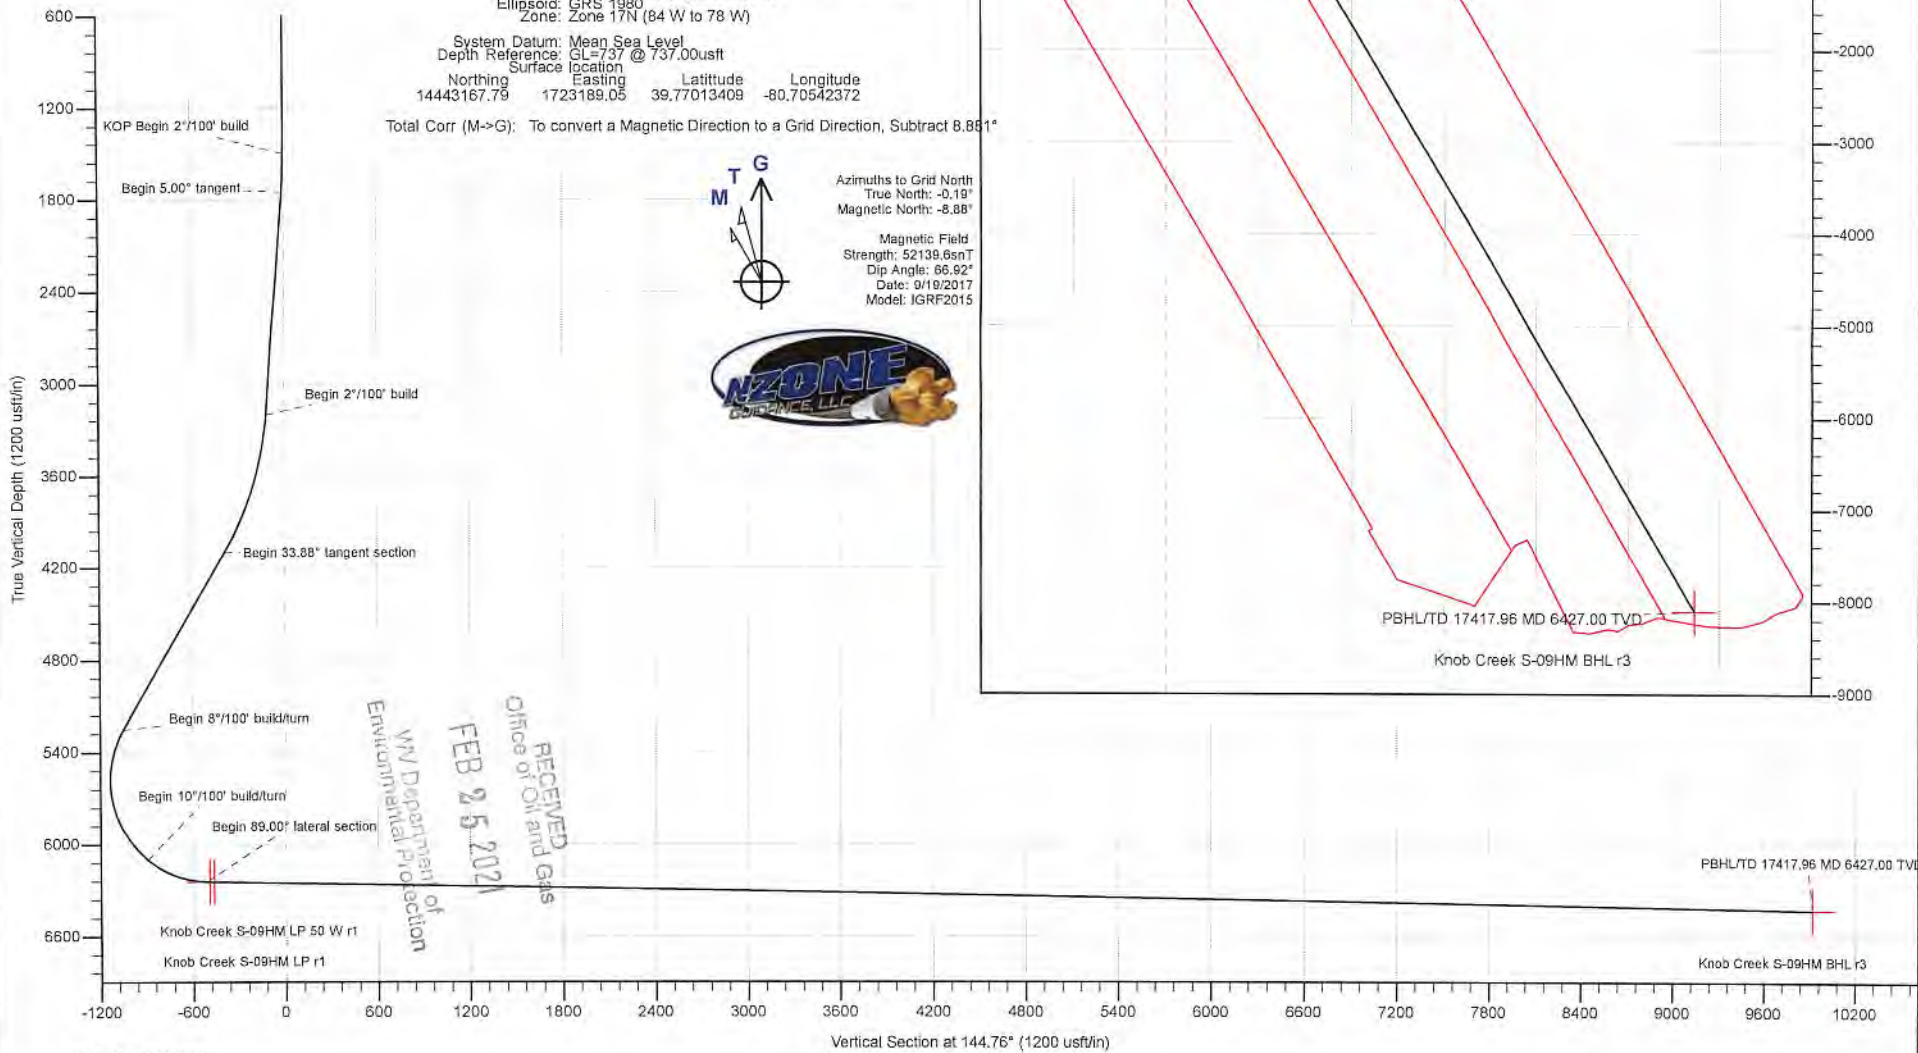 Ellipsoid: GRS 1980
Zone: Zone 17N (84 W to 78 W)
System Datum: Mean Sea Level
Depth Reference: GL=737 @ 737.00usft
Surface location
Northing Easting Latittude Longitude
14443167.79 1723189.05 39.77013409 -80.70542372
Total Corr (M->G): To convert a Magnetic Direction to a Grid Direction, Subtract 8.881°
M T G
Azimuths to Grid North
True North: -0.19°
Magnetic North: -8.88°
Magnetic Field
Strength: 52139.6snT
Dip Angle: 66.92°
Date: 9/19/2017
Model: IGRF2015
NZONE
GUIDANCE, LLC
True Vertical Depth (1200 usft/in)
600
1200
1800
2400
3000
3600
4200
4800
5400
6000
6600
KOP Begin 2°/100' build
Begin 5.00° tangent
Begin 2°/100' build
Begin 33.88° tangent section
Begin 8°/100' build/turn
Begin 10°/100' build/turn
Begin 89.00° lateral section
Knob Creek S-09HM LP 50 W r1
Knob Creek S-09HM LP r1
RECEIVED
Office of Oil and Gas
FEB 25 2021
WV Department of
Environmental Protection
-2000
-3000
-4000
-5000
-6000
-7000
-8000
-9000
PBHL/TD 17417.96 MD 6427.00 TVD
Knob Creek S-09HM BHL r3
PBHL/TD 17417.96 MD 6427.00 TVD
Knob Creek S-09HM BHL r3
-1200 -600 0 600 1200 1800 2400 3000 3600 4200 4800 5400 6000 6600 7200 7800 8400 9000 9600 10200
Vertical Section at 144.76° (1200 usft/in)